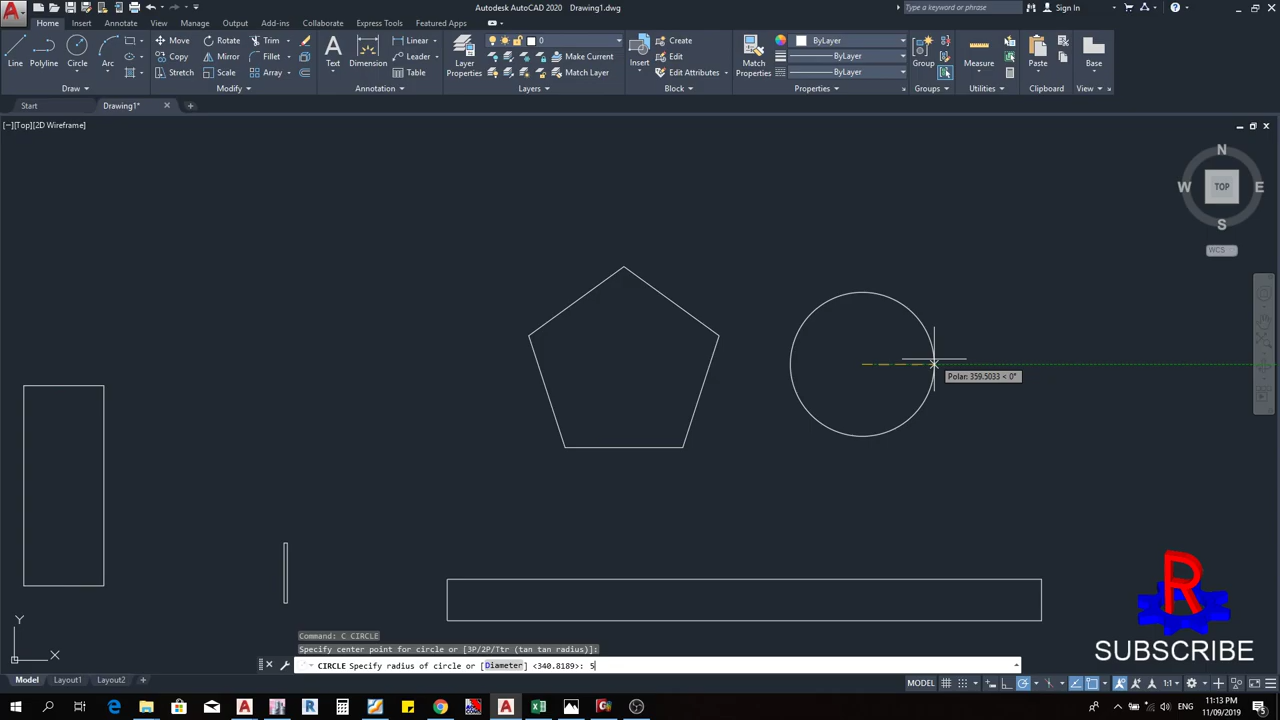 Autodesk AutoCAD 2020 Drawing1.dwg
Type a keyword or phrase
Sign In
Home Insert Annotate View Manage Output Add-ins Collaborate Express Tools Featured Apps
Line Polyline Circle Arc
Move Rotate Trim
Copy Mirror Fillet
Stretch Scale Array
Text Dimension
Linear
Leader
Table
Layer
Properties
0
Make Current
Match Layer
Insert
Create
Edit
Edit Attributes
Match
Properties
ByLayer
ByLayer
ByLayer
Group Measure Paste Base
Draw Modify Annotation Layers Block Properties Groups Utilities Clipboard View
Start Drawing1*
[−][Top][2D Wireframe]
N
W TOP E
S
WCS
Polar: 359.5033 < 0°
Y
X
Command: C CIRCLE
Specify center point for circle or [3P/2P/Ttr (tan tan radius)]:
CIRCLE Specify radius of circle or [Diameter] <340.8189>: 5
R
SUBSCRIBE
Model Layout1 Layout2
MODEL
1:1
11:13 PM
11/09/2019